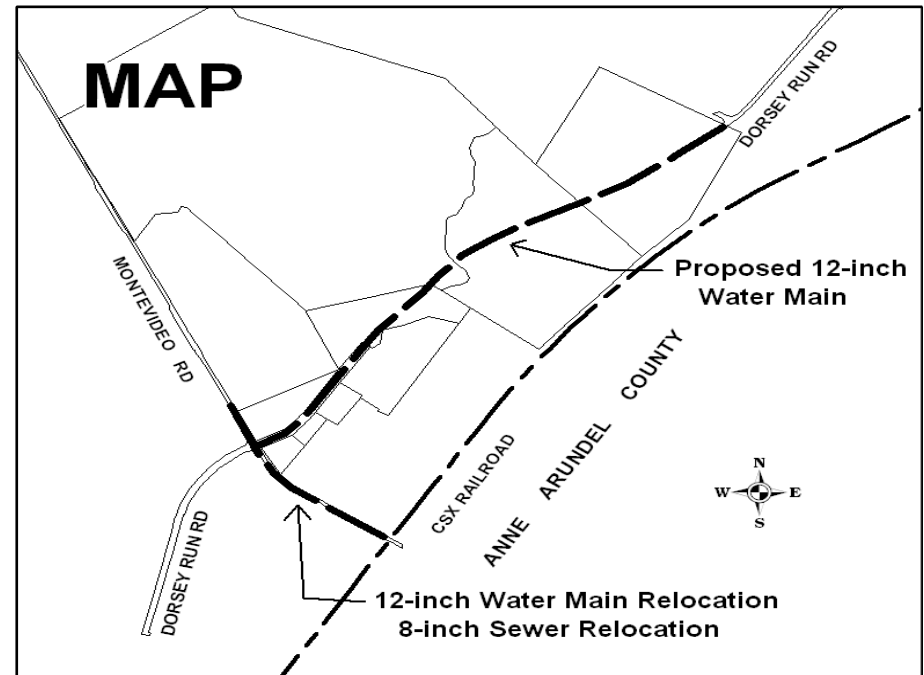 MAP
DORSEY RUN RD
MONTEVIDEO RD
Proposed 12-inch
Water Main
ANNE ARUNDEL COUNTY
CSX RAILROAD
N
W E
S
DORSEY RUN RD
12-inch Water Main Relocation
8-inch Sewer Relocation